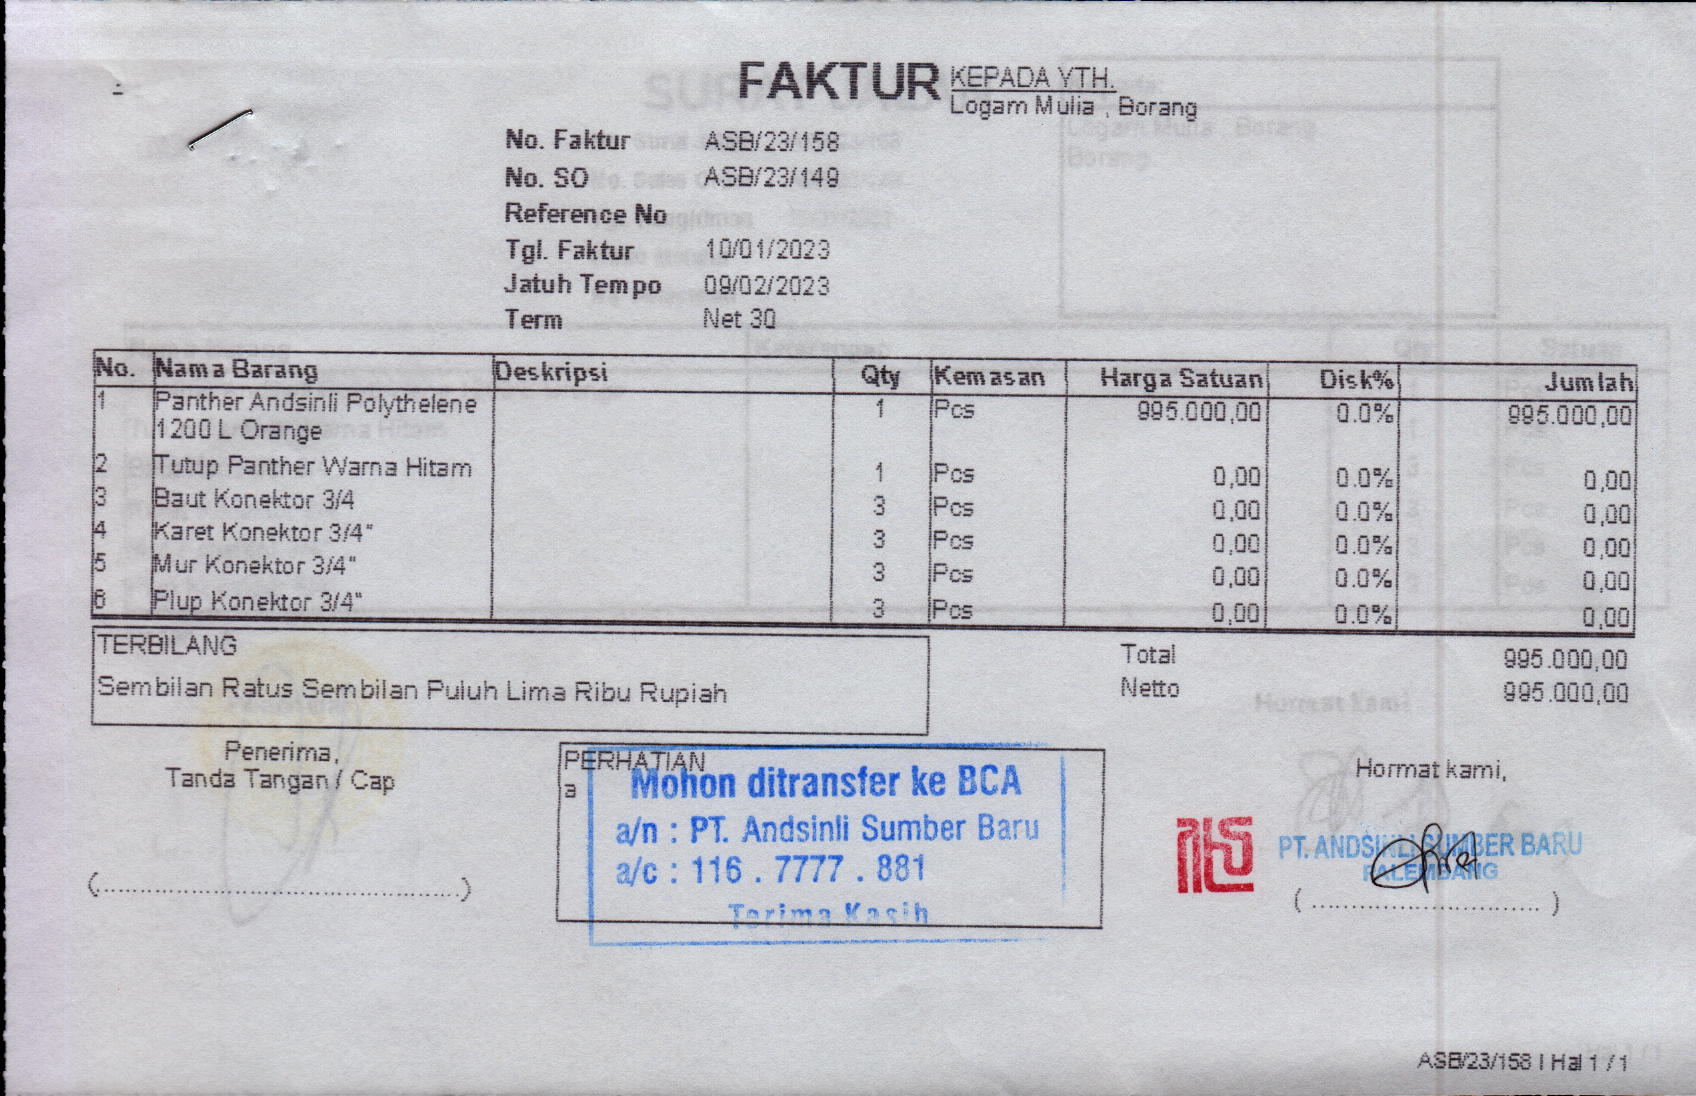 FAKTUR
KEPADA YTH.
Logam Mulia , Borang
No. Faktur ASB/23/158
No. SO ASB/23/149
Reference No
Tgl. Faktur 10/01/2023
Jatuh Tempo 09/02/2023
Term Net 30
No. Nama Barang Deskripsi Qty Kemasan Harga Satuan Disk% Jumlah
1 Panther Andsinli Polythelene 1 Pcs 995.000,00 0.0% 995.000,00
1200 L Orange
2 Tutup Panther Warna Hitam 1 Pcs 0,00 0.0% 0,00
3 Baut Konektor 3/4 3 Pcs 0,00 0.0% 0,00
4 Karet Konektor 3/4" 3 Pcs 0,00 0.0% 0,00
5 Mur Konektor 3/4" 3 Pcs 0,00 0.0% 0,00
6 Plup Konektor 3/4" 3 Pcs 0,00 0.0% 0,00
TERBILANG
Sembilan Ratus Sembilan Puluh Lima Ribu Rupiah
Total 995.000,00
Netto 995.000,00
Penerima,
Tanda Tangan / Cap
PERHATIAN
a
Mohon ditransfer ke BCA
a/n : PT. Andsinli Sumber Baru
a/c : 116 . 7777 . 881
Terima Kasih
Hormat kami,
PT. ANDSINLI SUMBER BARU
PALEMBANG
ASB/23/158 | Hal 1 / 1